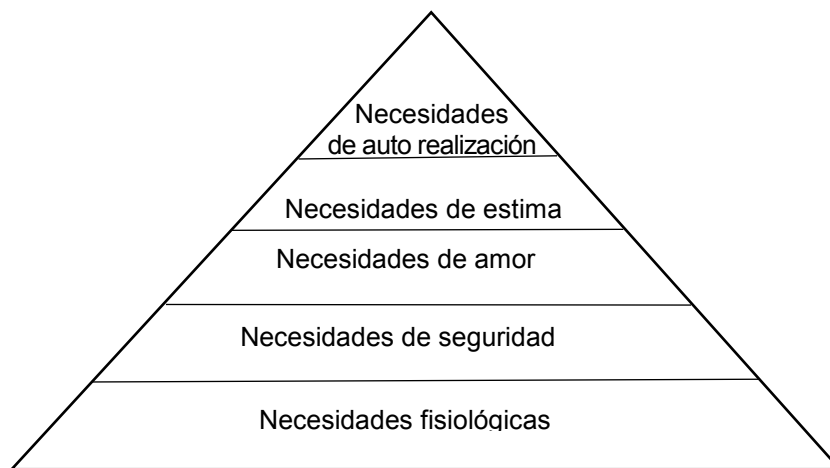 Necesidades
de auto realización
Necesidades de estima
Necesidades de amor
Necesidades de seguridad
Necesidades fisiológicas